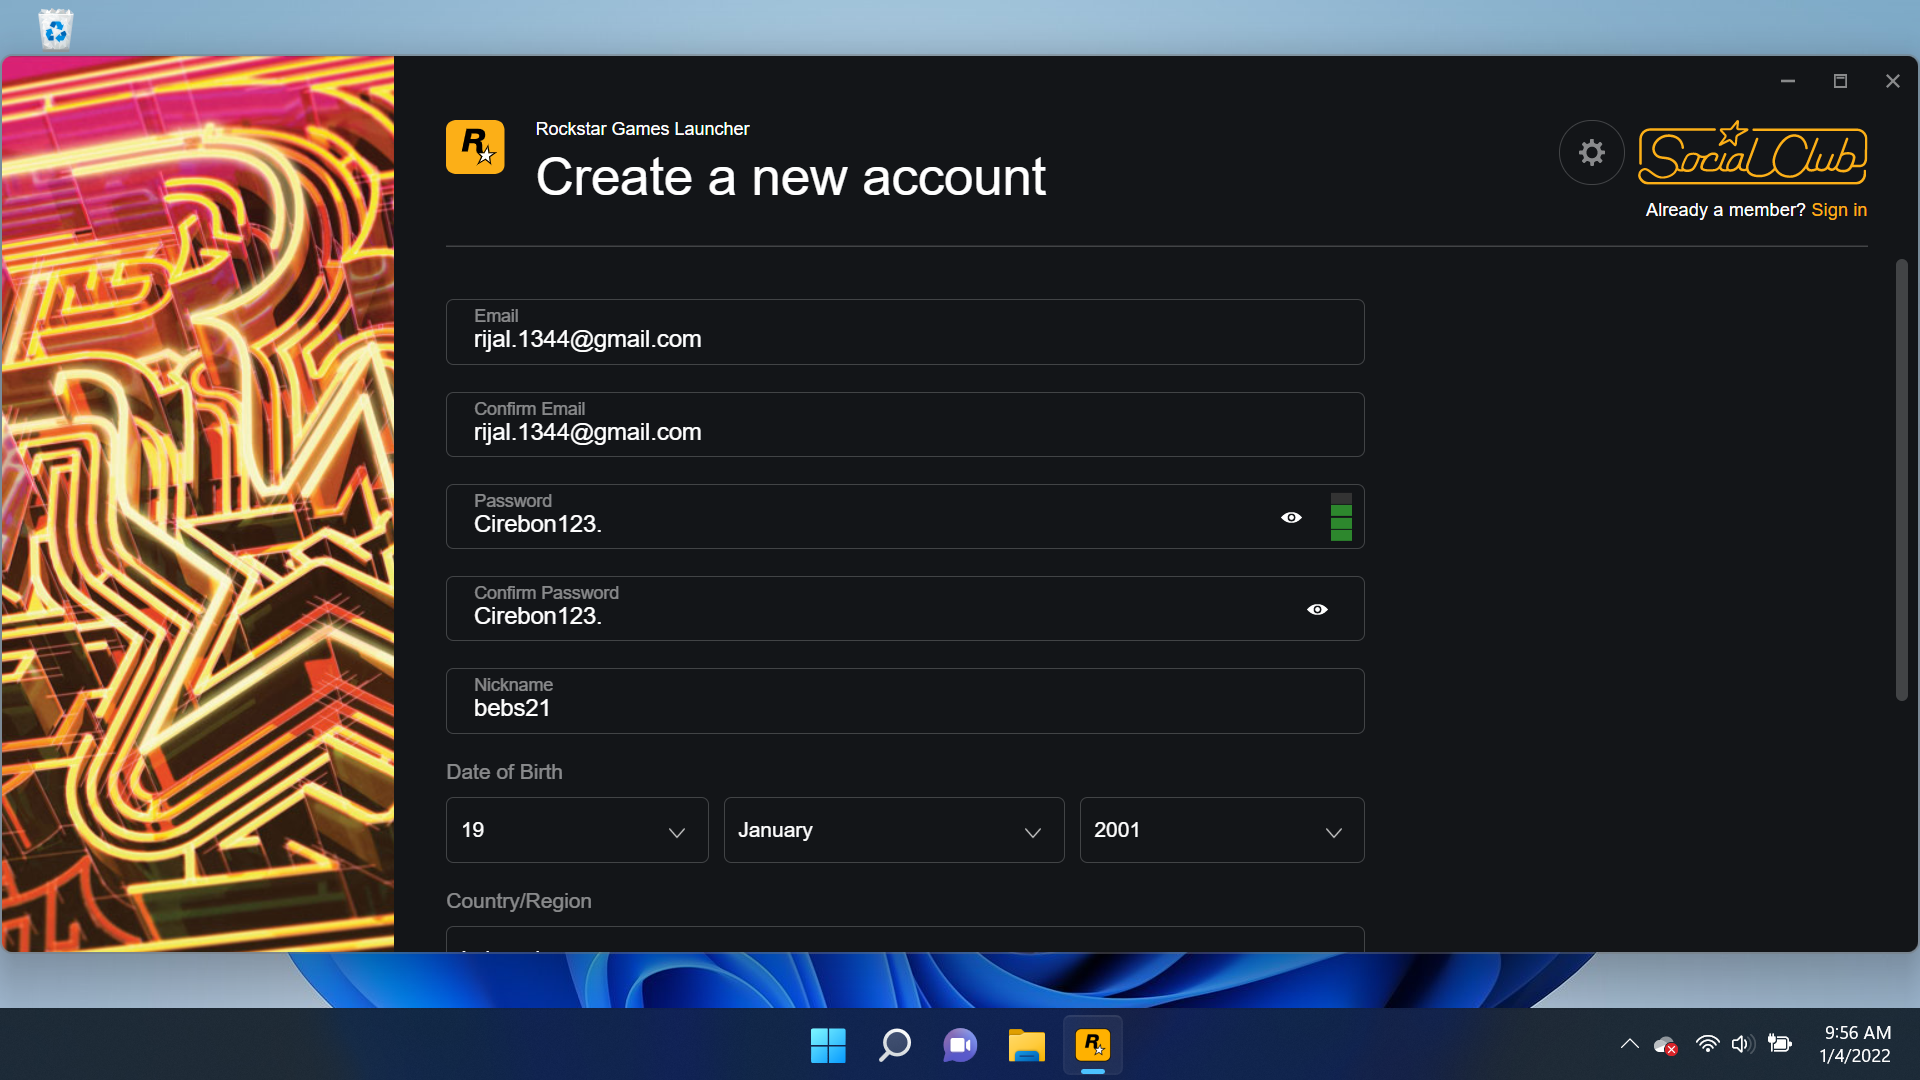 Rockstar Games Launcher
Create a new account
Social Club
Already a member? Sign in
Email
rijal.1344@gmail.com
Confirm Email
rijal.1344@gmail.com
Password
Cirebon123.
Confirm Password
Cirebon123.
Nickname
bebs21
Date of Birth
19
January
2001
Country/Region
9:56 AM
1/4/2022